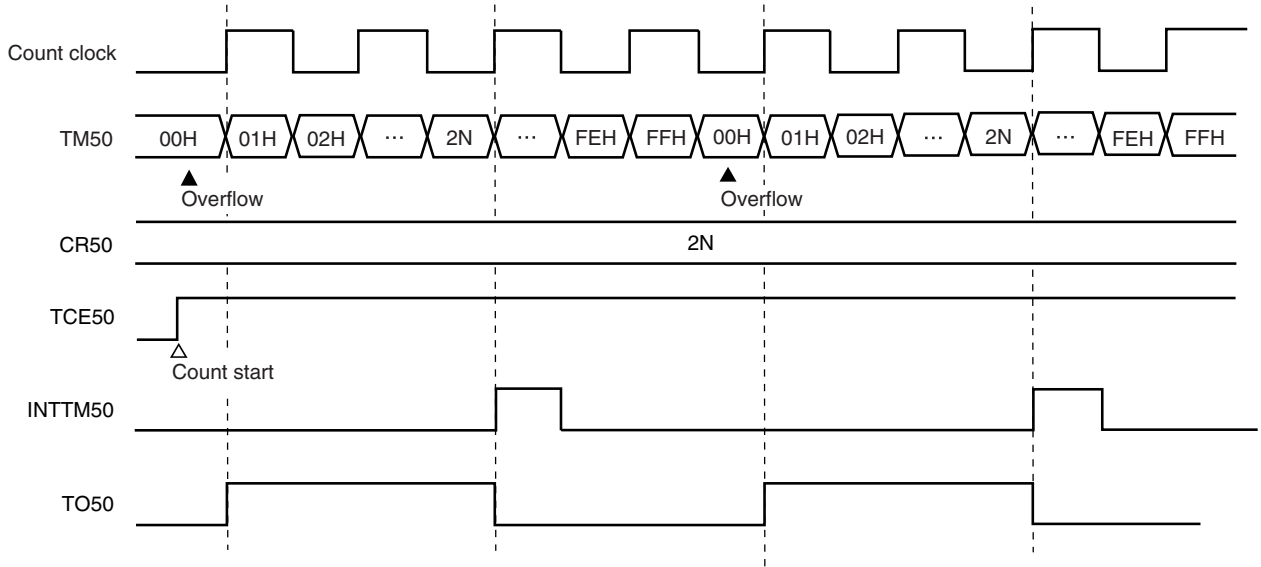 Count clock
TM50 00H 01H 02H ... 2N ... FEH FFH 00H 01H 02H ... 2N ... FEH FFH
Overflow Overflow
CR50 2N
TCE50
Count start
INTTM50
TO50